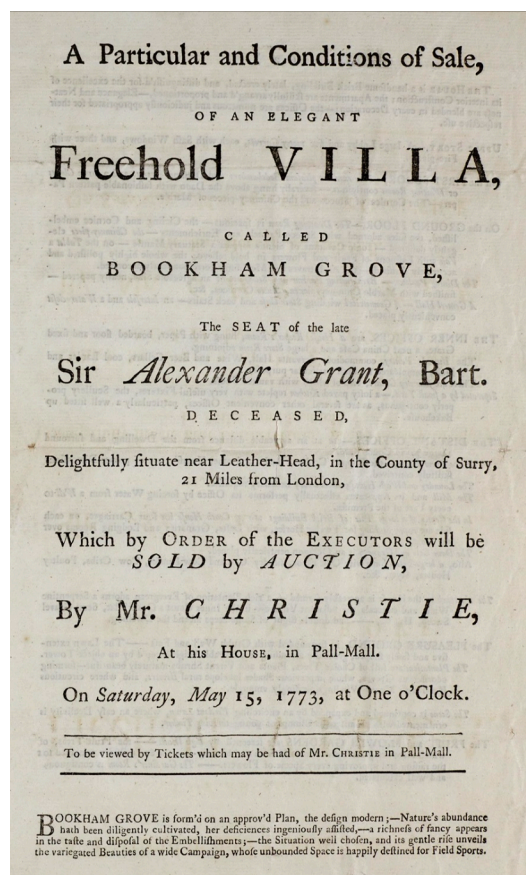 A Particular and Conditions of Sale,
OF AN ELEGANT
Freehold VILLA,
CALLED
BOOKHAM GROVE,
The SEAT of the late
Sir Alexander Grant, Bart.
DECEASED,
Delightfully ſituate near Leather-Head, in the County of Surry,
21 Miles from London,
Which by ORDER of the EXECUTORS will be
SOLD by AUCTION,
By Mr. CHRISTIE,
At his HOUSE, in Pall-Mall.
On Saturday, May 15, 1773, at One o'Clock.
To be viewed by Tickets which may be had of Mr. CHRISTIE in Pall-Mall.
BOOKHAM GROVE is form'd on an approv'd Plan, the deſign modern;—Nature's abundance
hath been diligently cultivated, her deficiences ingeniouſly aſſiſted,—a richneſs of fancy appears
in the taſte and diſpoſal of the Embelliſhments;—the Situation well choſen, and its gentle riſe unveils
the variegated Beauties of a wide Campaign, whoſe unbounded Space is happily deſtined for Field Sports.